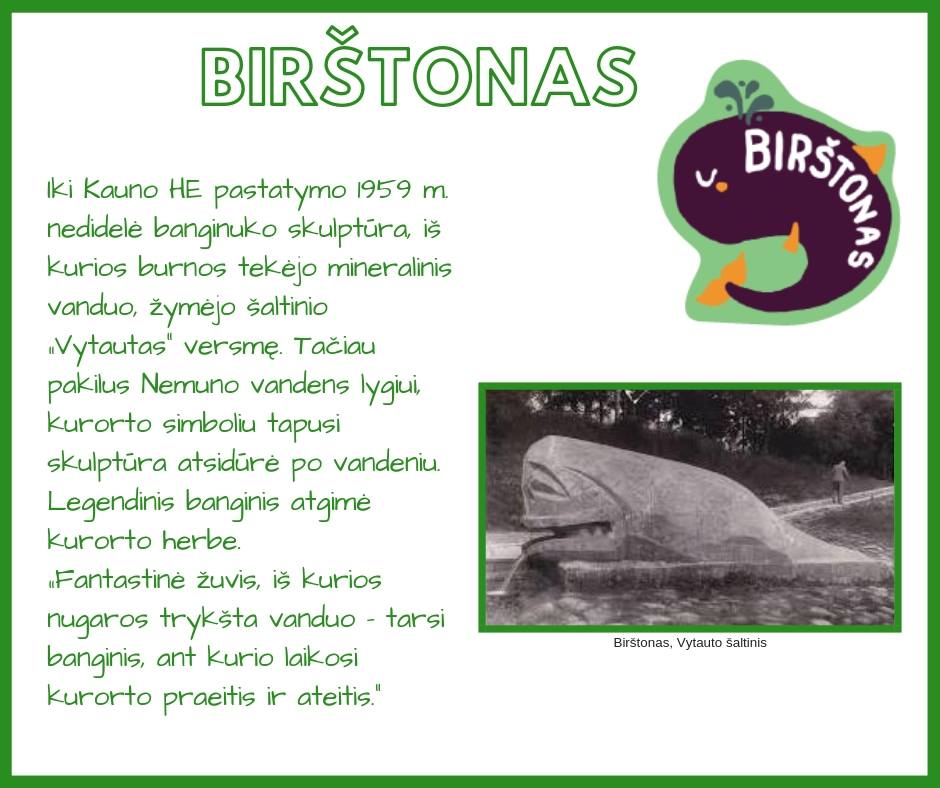 BIRŠTONAS
BIRŠTONAS
Iki Kauno HE pastatymo 1959 m.
nedidelė banginuko skulptūra, iš
kurios burnos tekėjo mineralinis
vanduo, žymėjo šaltinio
„Vytautas" versmę. Tačiau
pakilus Nemuno vandens lygiui,
kurorto simboliu tapusi
skulptūra atsidūrė po vandeniu.
Legendinis banginis atgimė
kurorto herbe.
„Fantastinė žuvis, iš kurios
nugaros trykšta vanduo - tarsi
banginis, ant kurio laikosi
kurorto praeitis ir ateitis."
Birštonas, Vytauto šaltinis